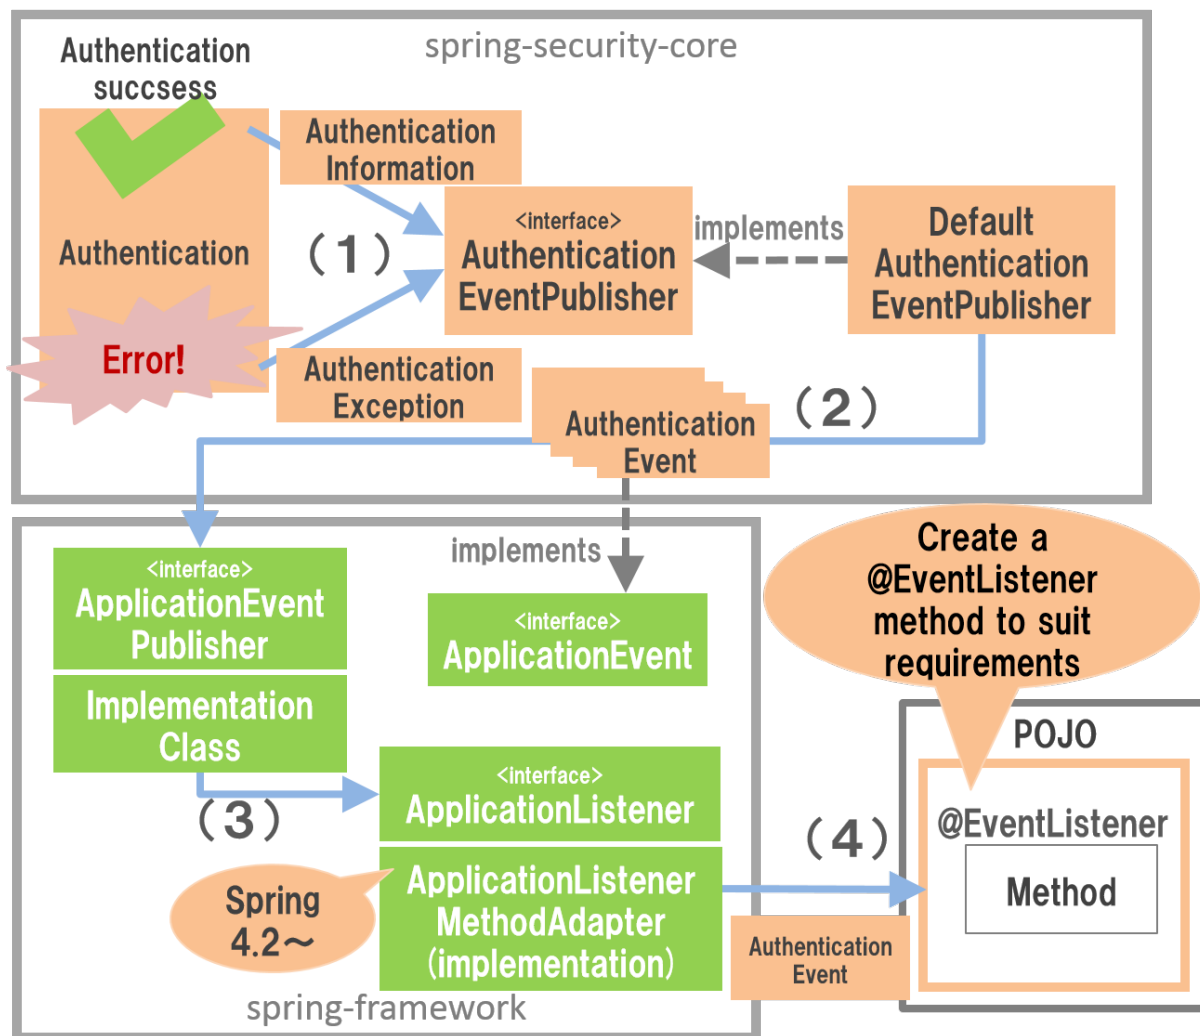 spring-security-core
Authentication
succsess
Authentication
Information
Authentication
(1)
<interface>
Authentication
EventPublisher
implements
Default
Authentication
EventPublisher
Error!
Authentication
Exception
(2)
Authentication
Event
implements
<interface>
ApplicationEvent
Publisher
Implementation
Class
<interface>
ApplicationEvent
Create a
@EventListener
method to suit
requirements
(3)
<interface>
ApplicationListener
Spring
4.2~
ApplicationListener
MethodAdapter
(implementation)
(4)
Authentication
Event
POJO
@EventListener
Method
spring-framework